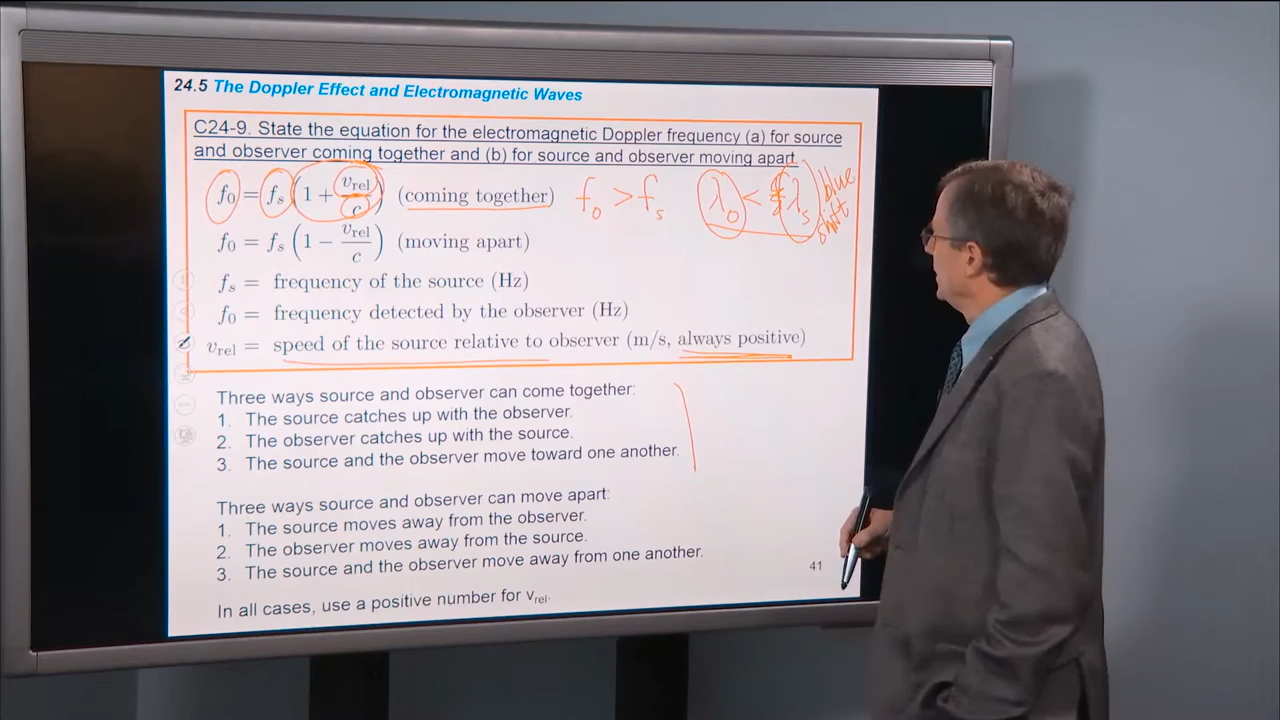 24.5 The Doppler Effect and Electromagnetic Waves
C24-9. State the equation for the electromagnetic Doppler frequency (a) for source
and observer coming together and (b) for source and observer moving apart.
f₀ = fₛ (1 + v_rel/c) (coming together) f₀ > fₛ λ₀ < λₛ blue shift
f₀ = fₛ (1 − v_rel/c) (moving apart)
fₛ = frequency of the source (Hz)
f₀ = frequency detected by the observer (Hz)
v_rel = speed of the source relative to observer (m/s, always positive)
Three ways source and observer can come together:
1. The source catches up with the observer.
2. The observer catches up with the source.
3. The source and the observer move toward one another.
Three ways source and observer can move apart:
1. The source moves away from the observer.
2. The observer moves away from the source.
3. The source and the observer move away from one another.
41
In all cases, use a positive number for v_rel.